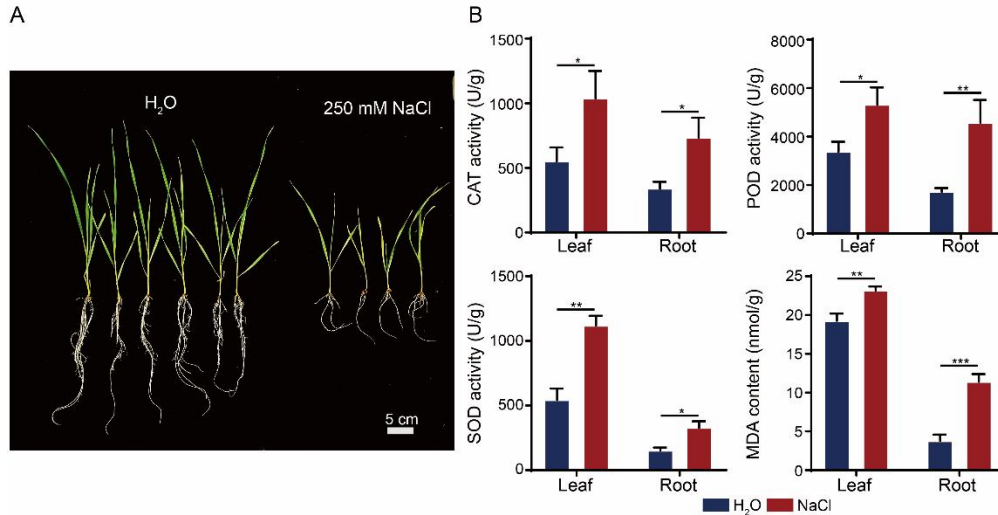 A
H₂O
250 mM NaCl
5 cm
B
CAT activity (U/g)
1500
1000
500
0
*
*
Leaf
Root
POD activity (U/g)
8000
6000
4000
2000
0
*
**
Leaf
Root
SOD activity (U/g)
1500
1000
500
0
**
*
Leaf
Root
MDA content (nmol/g)
25
20
15
10
5
0
**
***
Leaf
Root
H₂O
NaCl